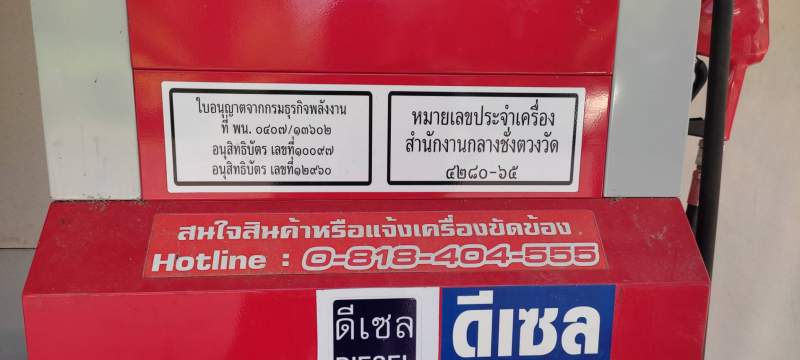 ใบอนุญาตจากกรมธุรกิจพลังงาน
ที่ พน. ๐๔๐๗/๑๓๖๐๒
อนุสิทธิบัตร เลขที่๑๐๐๙๗
อนุสิทธิบัตร เลขที่๑๒๙๖๐
หมายเลขประจำเครื่อง
สำนักงานกลางชั่งตวงวัด
๔๒๘๐-๖๕
สนใจสินค้าหรือแจ้งเครื่องขัดข้อง
Hotline : 0-818-404-555
ดีเซล
DIESEL
ดีเซล